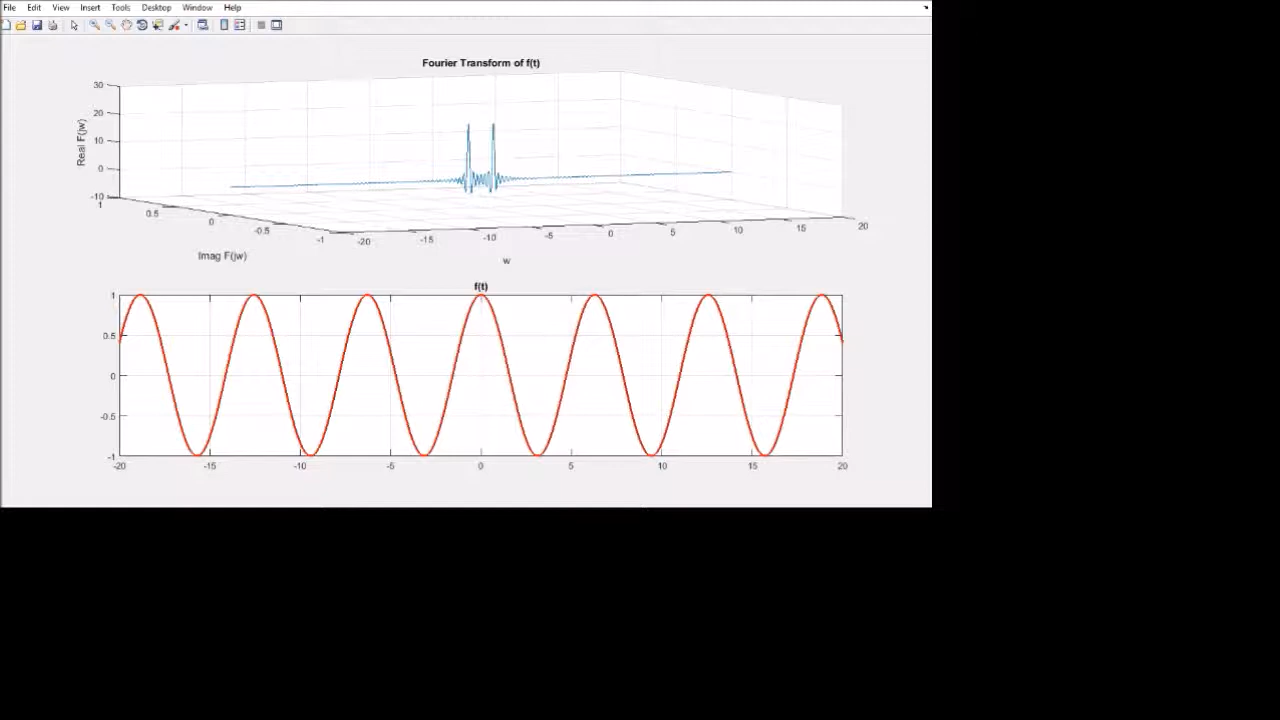 File Edit View Insert Tools Desktop Window Help
Fourier Transform of f(t)
30
20
10
0
-10
Real F(jw)
1
0.5
0
-0.5
-1
Imag F(jw)
-20 -15 -10 -5 0 5 10 15 20
w
f(t)
1
0.5
0
-0.5
-1
-20 -15 -10 -5 0 5 10 15 20